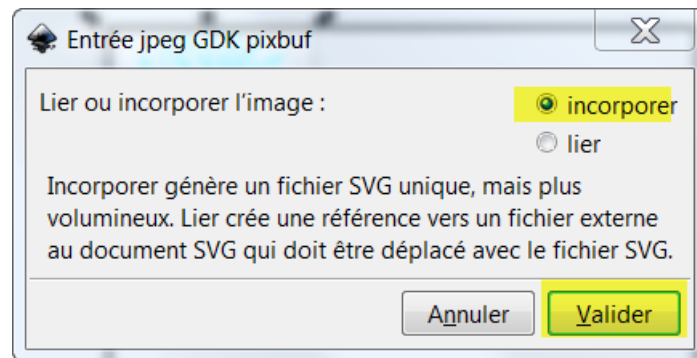 Entrée jpeg GDK pixbuf
Lier ou incorporer l'image :
incorporer
lier
Incorporer génère un fichier SVG unique, mais plus
volumineux. Lier crée une référence vers un fichier externe
au document SVG qui doit être déplacé avec le fichier SVG.
Annuler
Valider